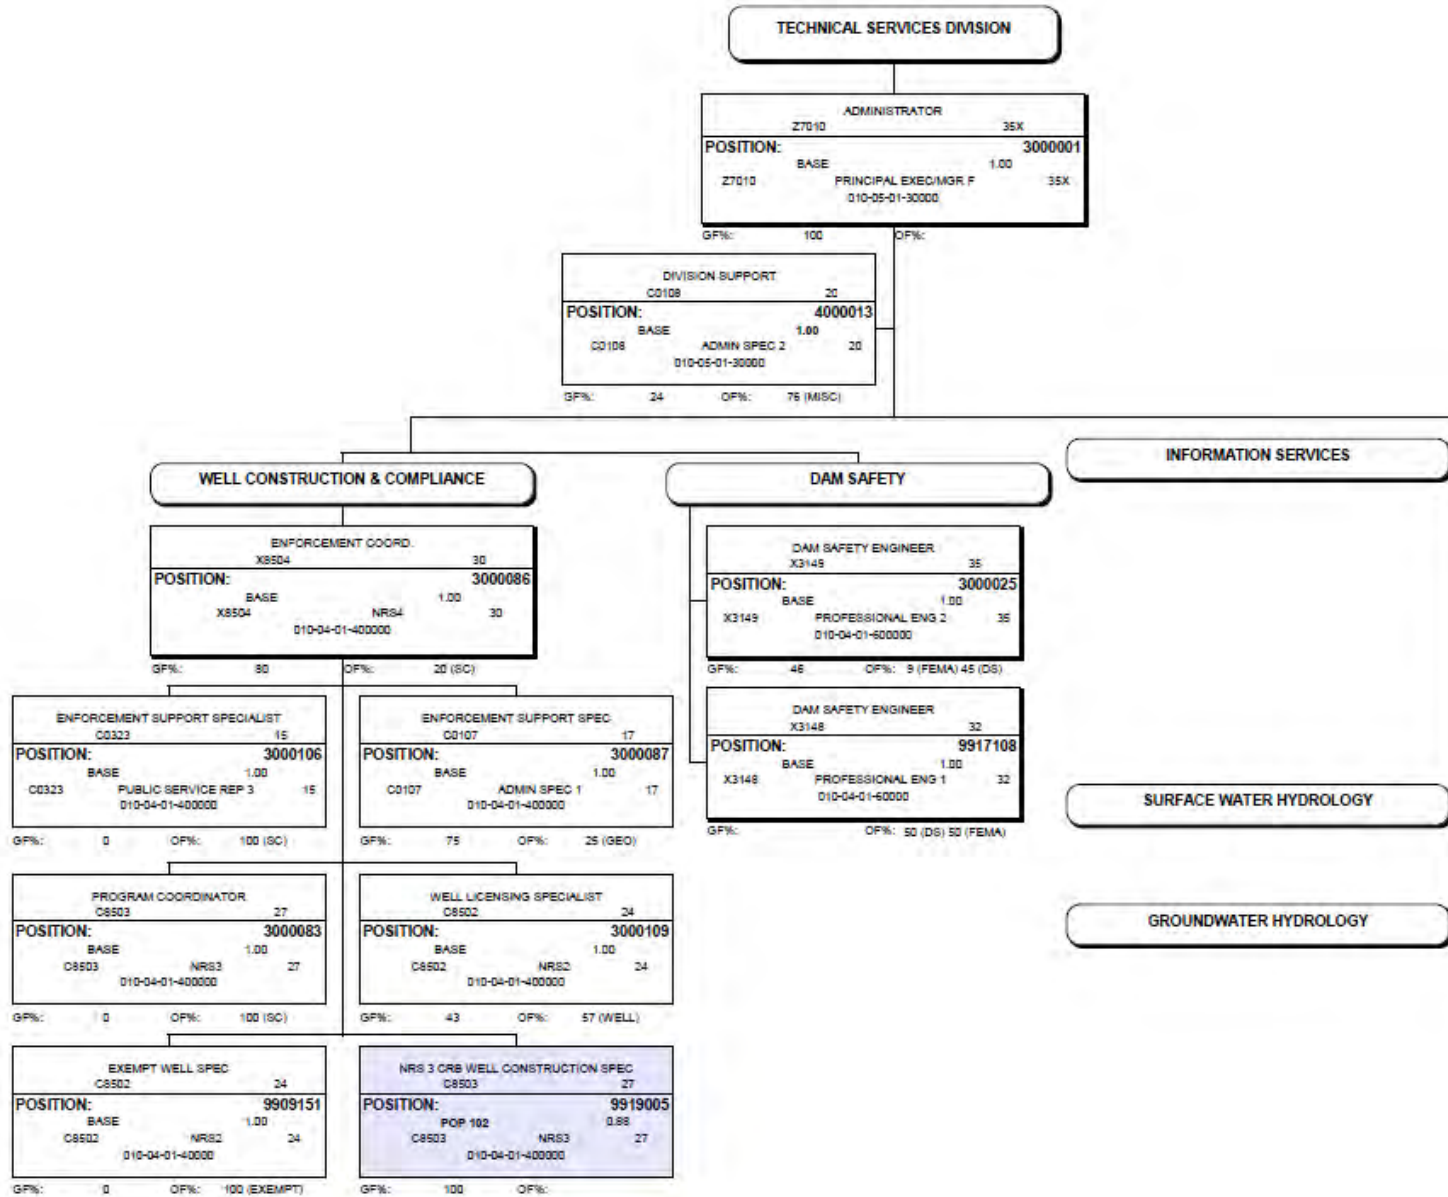 TECHNICAL SERVICES DIVISION
ADMINISTRATOR
Z7010 35X
POSITION: 3000001
BASE 1.00
Z7010 PRINCIPAL EXEC/MGR F 35X
010-05-01-30000
GF%: 100 OF%:
DIVISION SUPPORT
C0108 20
POSITION: 4000013
BASE 1.00
C0108 ADMIN SPEC 2 20
010-05-01-30000
GF%: 24 OF%: 76 (MISC)
WELL CONSTRUCTION & COMPLIANCE
ENFORCEMENT COORD.
X8504 30
POSITION: 3000086
BASE 1.00
X8504 NRS4 30
010-04-01-400000
GF%: 80 OF%: 20 (SC)
ENFORCEMENT SUPPORT SPECIALIST
C0323 15
POSITION: 3000106
BASE 1.00
C0323 PUBLIC SERVICE REP 3 15
010-04-01-400000
GF%: 0 OF%: 100 (SC)
ENFORCEMENT SUPPORT SPEC
C0107 17
POSITION: 3000087
BASE 1.00
C0107 ADMIN SPEC 1 17
010-04-01-400000
GF%: 75 OF%: 25 (GEO)
PROGRAM COORDINATOR
C8503 27
POSITION: 3000083
BASE 1.00
C8503 NRS3 27
010-04-01-400000
GF%: 0 OF%: 100 (SC)
WELL LICENSING SPECIALIST
C8502 24
POSITION: 3000109
BASE 1.00
C8502 NRS2 24
010-04-01-400000
GF%: 43 OF%: 57 (WELL)
EXEMPT WELL SPEC
C8502 24
POSITION: 9909151
BASE 1.00
C8502 NRS2 24
010-04-01-40000
GF%: 0 OF%: 100 (EXEMPT)
NRS 3 CRB WELL CONSTRUCTION SPEC
C8503 27
POSITION: 9919005
POP 102 0.88
C8503 NRS3 27
010-04-01-400000
GF%: 100 OF%:
DAM SAFETY
DAM SAFETY ENGINEER
X3149 35
POSITION: 3000025
BASE 1.00
X3149 PROFESSIONAL ENG 2 35
010-04-01-600000
GF%: 46 OF%: 9 (FEMA) 45 (DS)
DAM SAFETY ENGINEER
X3148 32
POSITION: 9917108
BASE 1.00
X3148 PROFESSIONAL ENG 1 32
010-04-01-60000
GF%: OF%: 50 (DS) 50 (FEMA)
INFORMATION SERVICES
SURFACE WATER HYDROLOGY
GROUNDWATER HYDROLOGY